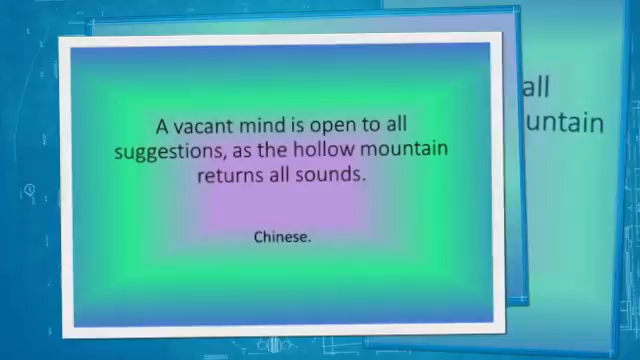 A vacant mind is open to all
suggestions, as the hollow mountain
returns all sounds.
Chinese.
all
untain